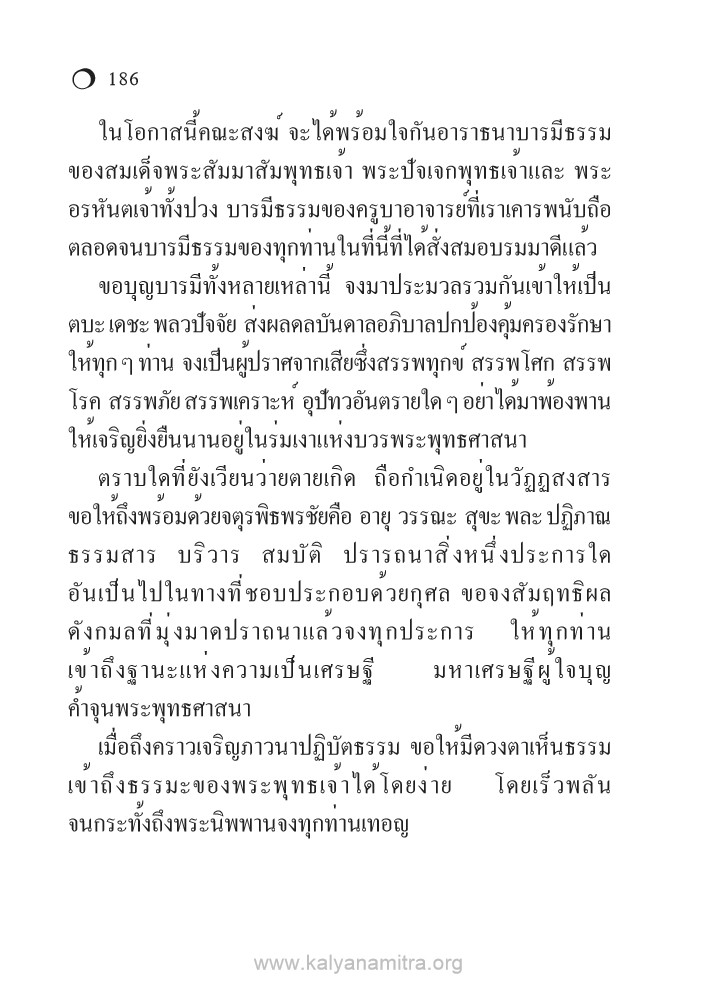 186
ในโอกาสนี้คณะสงฆ์ จะได้พร้อมใจกันอาราธนาบารมีธรรม
ของสมเด็จพระสัมมาสัมพุทธเจ้า พระปัจเจกพุทธเจ้าและ พระ
อรหันตเจ้าทั้งปวง บารมีธรรมของครูบาอาจารย์ที่เราเคารพนับถือ
ตลอดจนบารมีธรรมของทุกท่านในที่นี้ที่ได้สั่งสมอบรมมาดีแล้ว
ขอบุญบารมีทั้งหลายเหล่านี้ จงมาประมวลรวมกันเข้าให้เป็น
ตบะ เดชะ พลวปัจจัย ส่งผลดลบันดาลอภิบาลปกป้องคุ้มครองรักษา
ให้ทุก ๆ ท่าน จงเป็นผู้ปราศจากเสียซึ่งสรรพทุกข์ สรรพโศก สรรพ
โรค สรรพภัย สรรพเคราะห์ อุปัทวอันตรายใด ๆ อย่าได้มาพ้องพาน
ให้เจริญยิ่งยืนนานอยู่ในร่มเงาแห่งบวรพระพุทธศาสนา
ตราบใดที่ยังเวียนว่ายตายเกิด ถือกำเนิดอยู่ในวัฏฏสงสาร
ขอให้ถึงพร้อมด้วยจตุรพิธพรชัยคือ อายุ วรรณะ สุขะ พละ ปฏิภาณ
ธรรมสาร บริวาร สมบัติ ปรารถนาสิ่งหนึ่งประการใด
อันเป็นไปในทางที่ชอบประกอบด้วยกุศล ขอจงสัมฤทธิผล
ดังกมลที่มุ่งมาดปราถนาแล้วจงทุกประการ ให้ทุกท่าน
เข้าถึงฐานะแห่งความเป็นเศรษฐี มหาเศรษฐีผู้ใจบุญ
ค้ำจุนพระพุทธศาสนา
เมื่อถึงคราวเจริญภาวนาปฏิบัตธรรม ขอให้มีดวงตาเห็นธรรม
เข้าถึงธรรมะของพระพุทธเจ้าได้โดยง่าย โดยเร็วพลัน
จนกระทั้งถึงพระนิพพานจงทุกท่านเทอญ
www.kalyanamitra.org